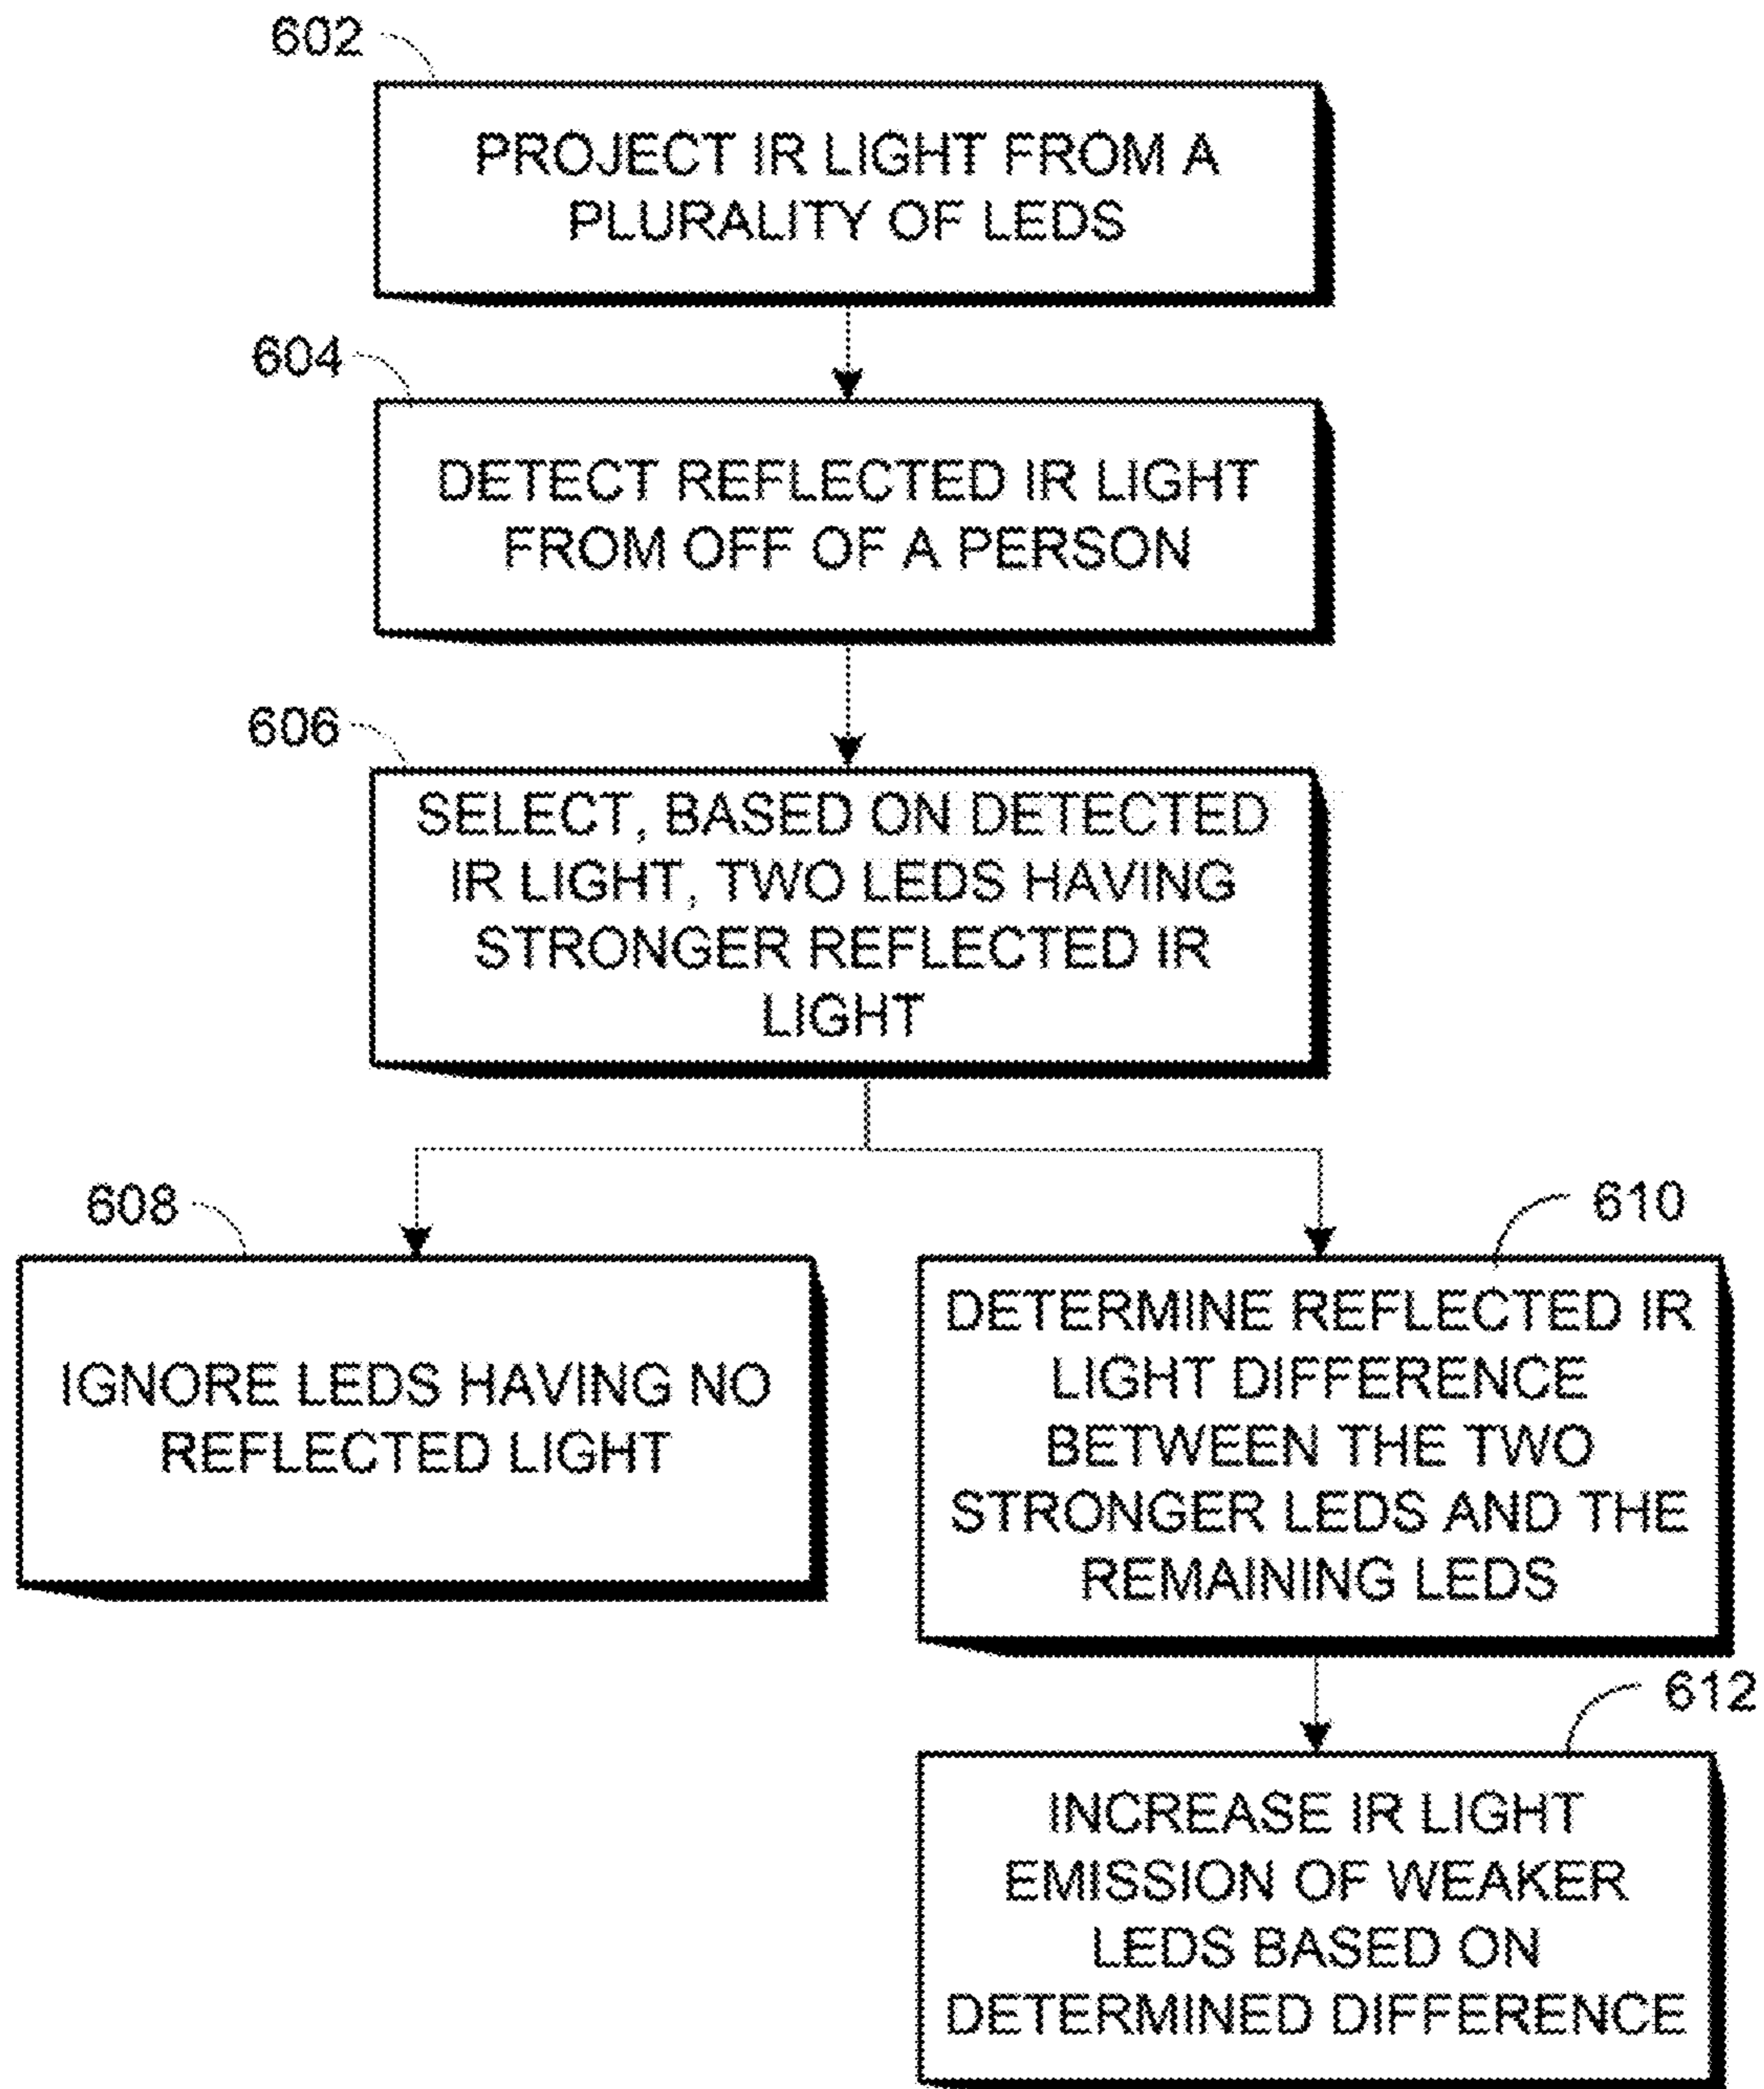 602
PROJECT IR LIGHT FROM A
PLURALITY OF LEDS
604
DETECT REFLECTED IR LIGHT
FROM OFF OF A PERSON
606
SELECT, BASED ON DETECTED
IR LIGHT, TWO LEDS HAVING
STRONGER REFLECTED IR
LIGHT
608
IGNORE LEDS HAVING NO
REFLECTED LIGHT
610
DETERMINE REFLECTED IR
LIGHT DIFFERENCE
BETWEEN THE TWO
STRONGER LEDS AND THE
REMAINING LEDS
612
INCREASE IR LIGHT
EMISSION OF WEAKER
LEDS BASED ON
DETERMINED DIFFERENCE